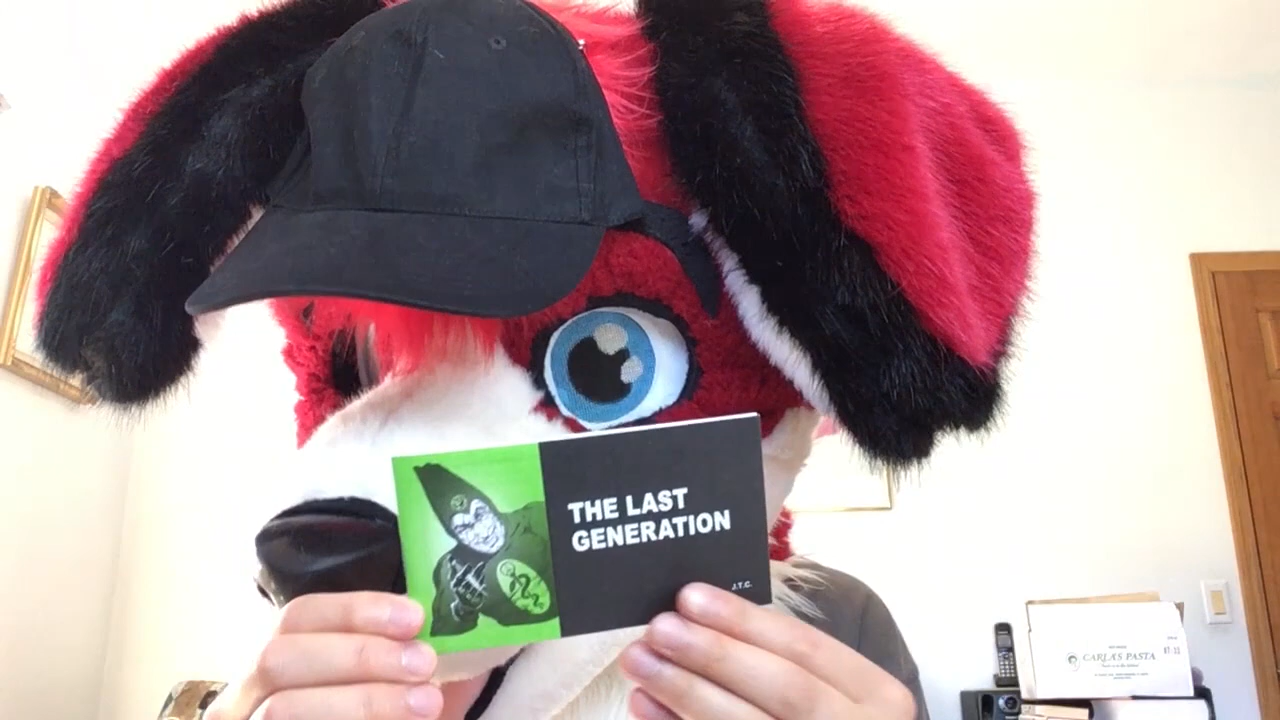 THE LAST
GENERATION
J.T.C.
CARLA'S PASTA